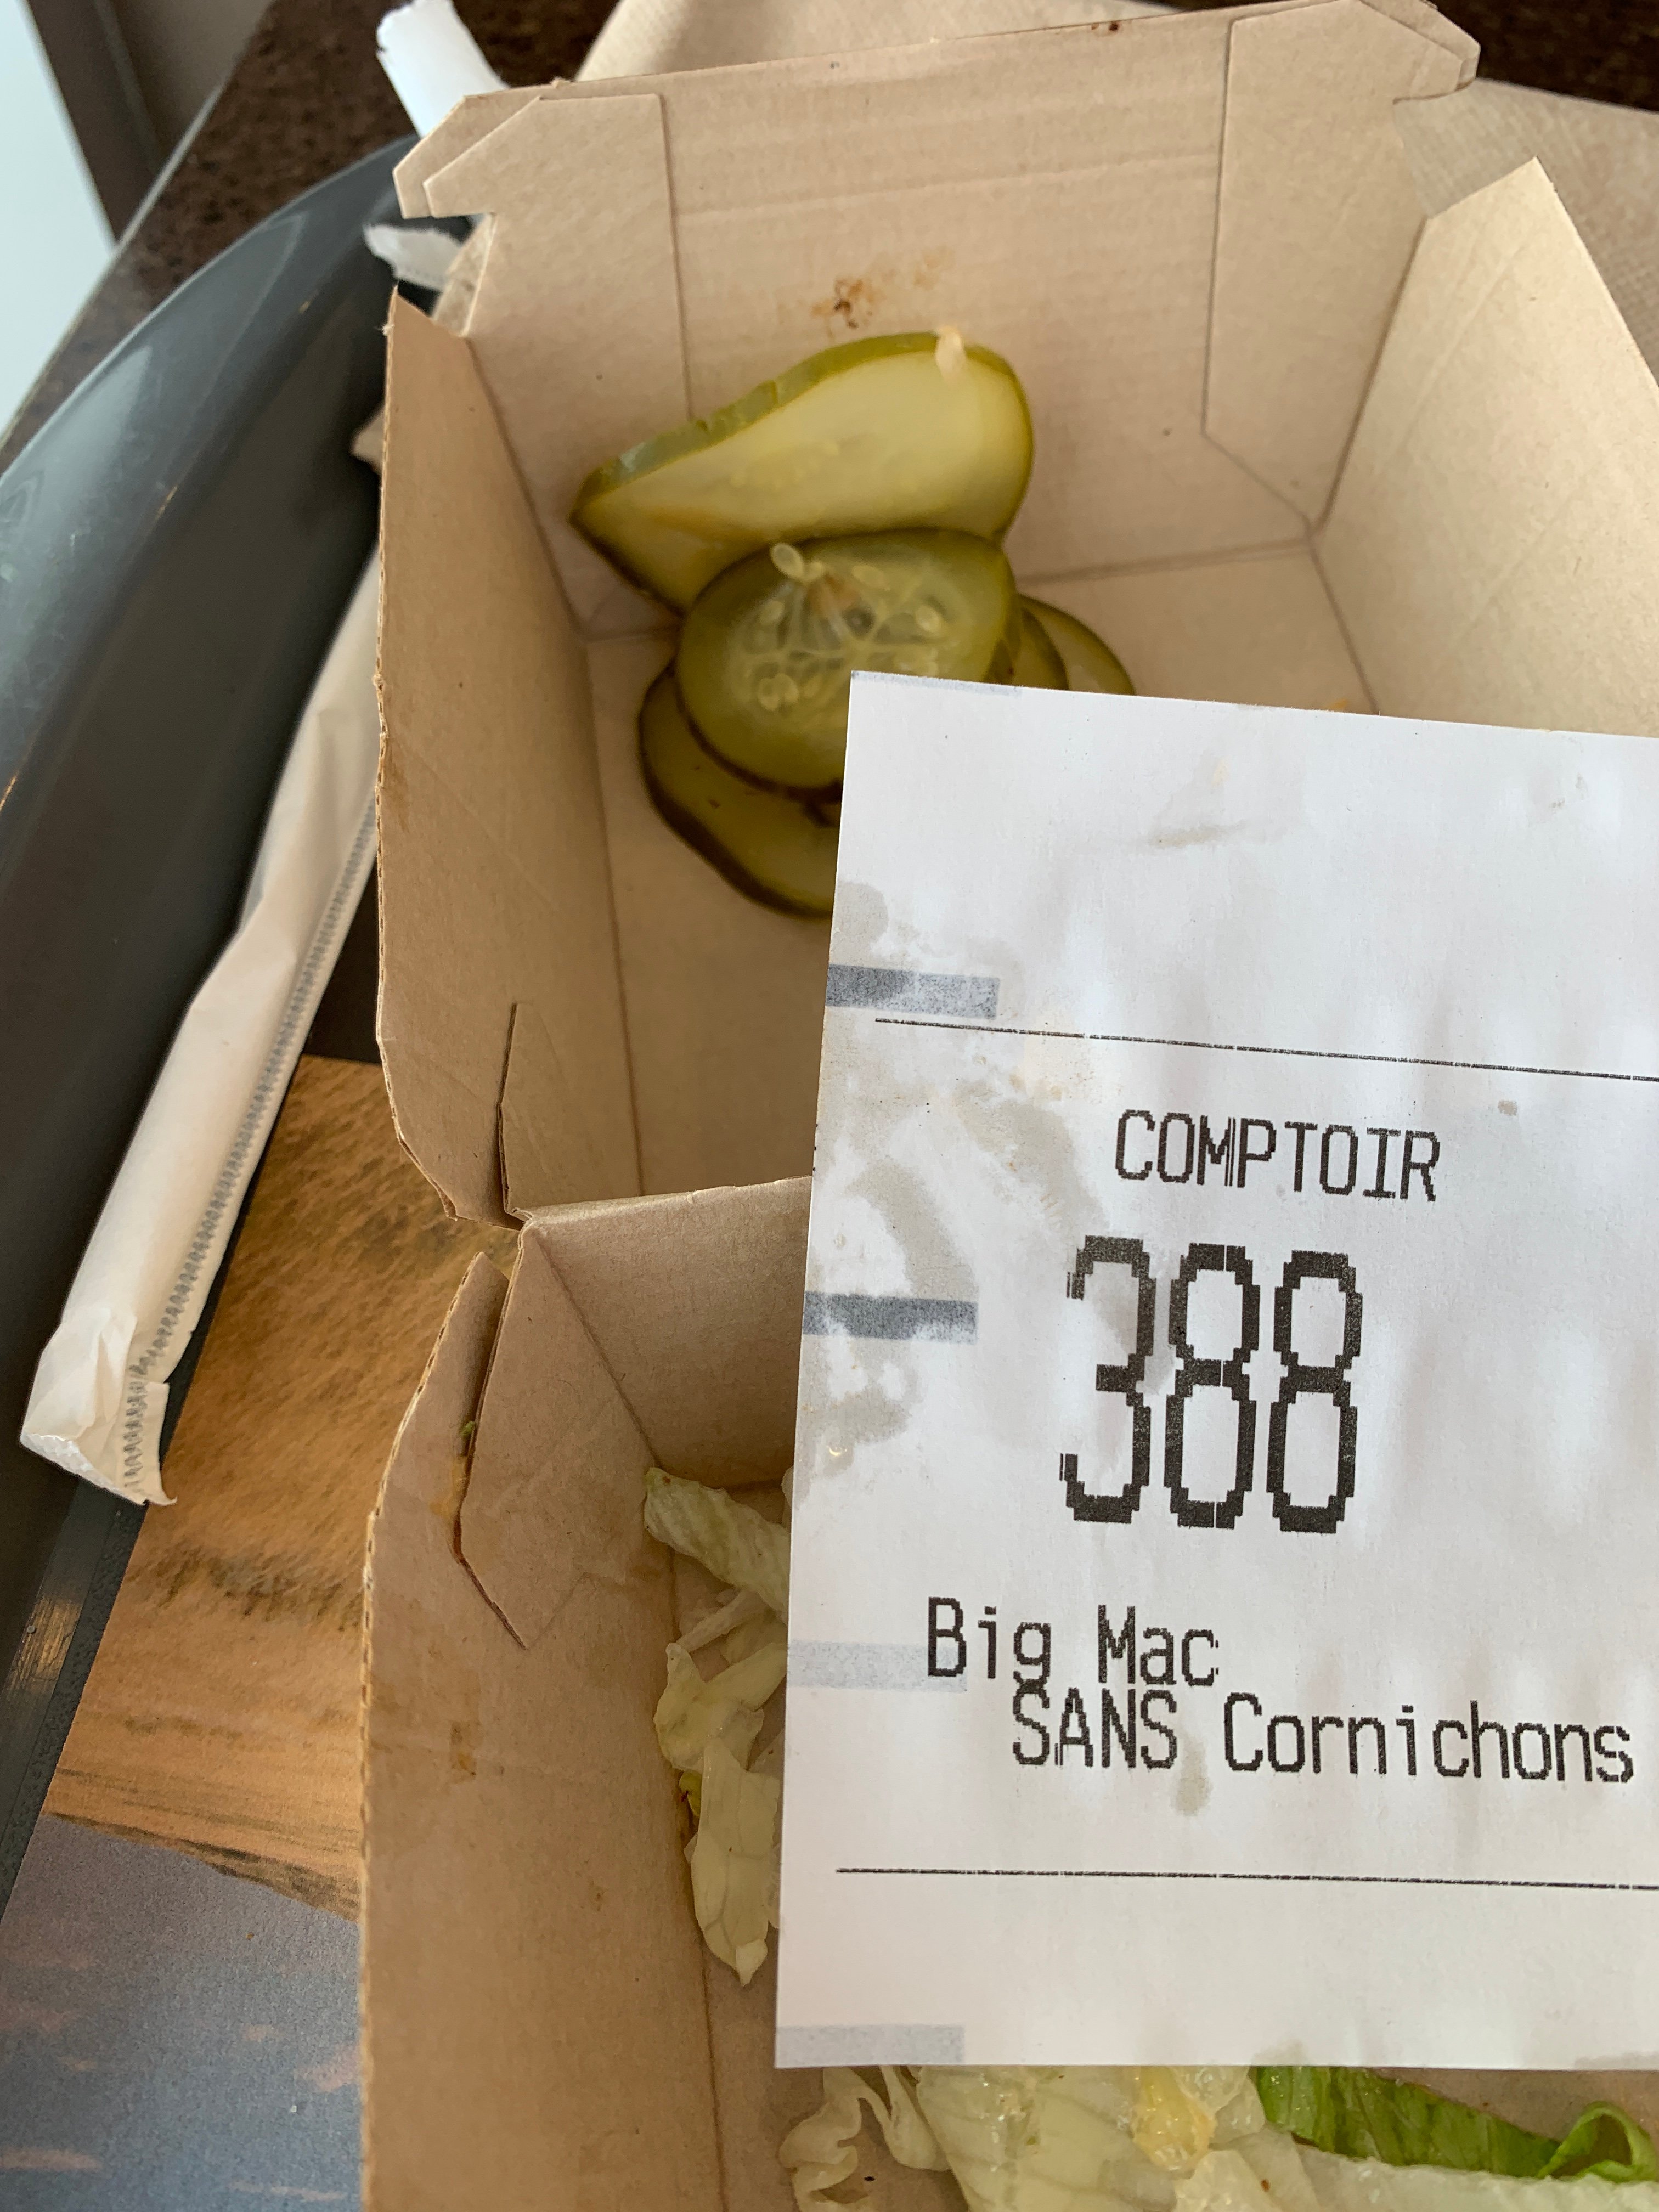 COMPTOIR
388
Big Mac
SANS Cornichons